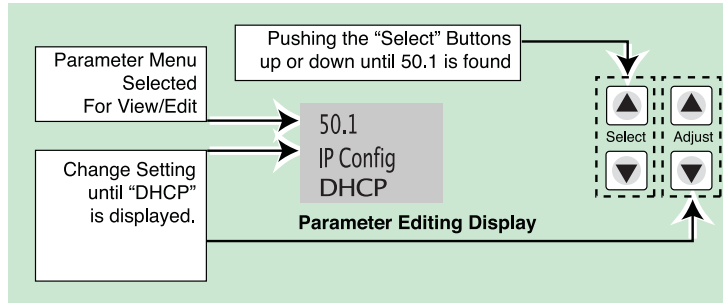 Parameter Menu
Selected
For View/Edit
Pushing the “Select” Buttons
up or down until 50.1 is found
50.1
IP Config
DHCP
Select
Adjust
Change Setting
until “DHCP”
is displayed.
Parameter Editing Display